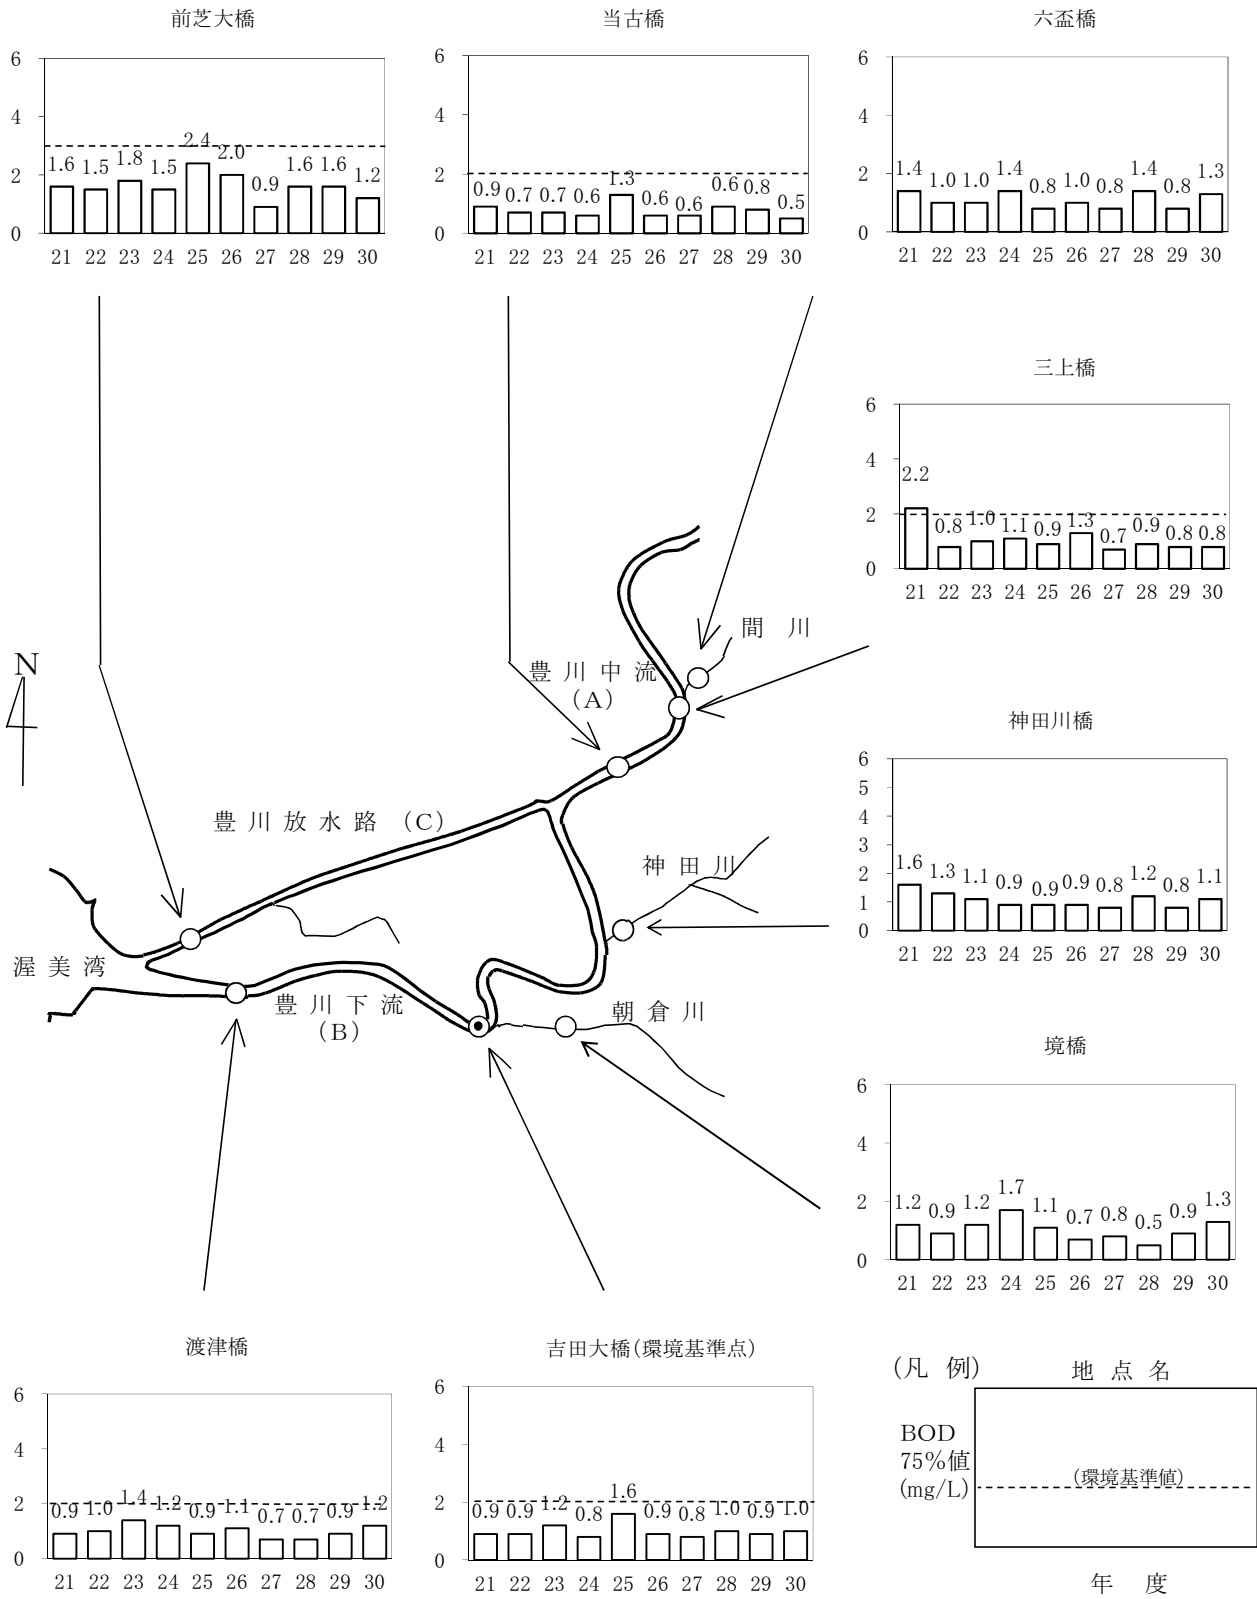 前芝大橋
6
4
2
0
1.6 1.5 1.8 1.5 2.4 2.0 0.9 1.6 1.6 1.2
21 22 23 24 25 26 27 28 29 30
当古橋
6
4
2
0
0.9 0.7 0.7 0.6 1.3 0.6 0.6 0.6 0.8 0.5
21 22 23 24 25 26 27 28 29 30
六盃橋
6
4
2
0
1.4 1.0 1.0 1.4 0.8 1.0 0.8 1.4 0.8 1.3
21 22 23 24 25 26 27 28 29 30
三上橋
6
4
2
0
2.2 0.8 1.0 1.1 0.9 1.3 0.7 0.9 0.8 0.8
21 22 23 24 25 26 27 28 29 30
間 川
N
豊 川 中 流
(A)
豊 川 放 水 路 (C)
神 田 川
渥 美 湾
豊 川 下 流
(B)
朝 倉 川
神田川橋
6
5
4
3
2
1
0
1.6 1.3 1.1 0.9 0.9 0.9 0.8 1.2 0.8 1.1
21 22 23 24 25 26 27 28 29 30
境橋
6
4
2
0
1.2 0.9 1.2 1.7 1.1 0.7 0.8 0.5 0.9 1.3
21 22 23 24 25 26 27 28 29 30
渡津橋
6
4
2
0
0.9 1.0 1.4 1.2 0.9 1.1 0.7 0.7 0.9 1.2
21 22 23 24 25 26 27 28 29 30
吉田大橋(環境基準点)
6
4
2
0
0.9 0.9 1.2 0.8 1.6 0.9 0.8 1.0 0.9 1.0
21 22 23 24 25 26 27 28 29 30
(凡 例)
地 点 名
BOD
75%値
(mg/L)
(環境基準値)
年 度